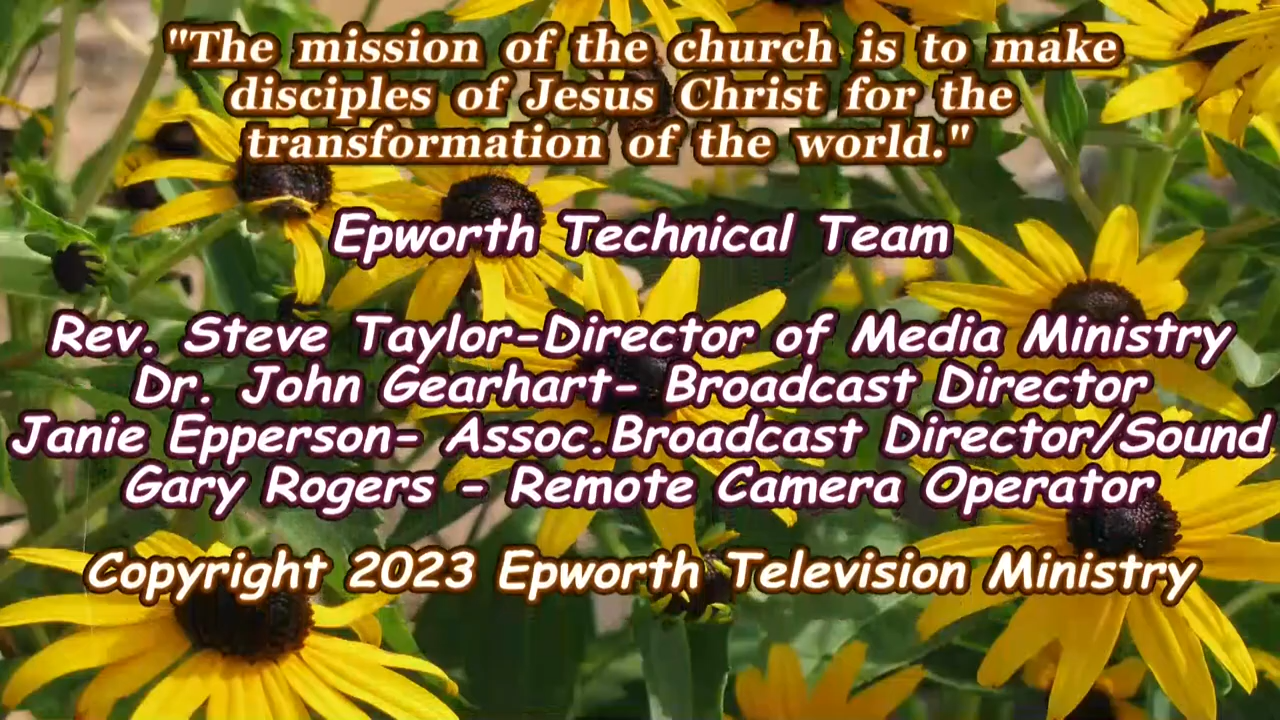 "The mission of the church is to make
disciples of Jesus Christ for the
transformation of the world."
Epworth Technical Team
Rev. Steve Taylor-Director of Media Ministry
Dr. John Gearhart- Broadcast Director
Janie Epperson- Assoc.Broadcast Director/Sound
Gary Rogers - Remote Camera Operator
Copyright 2023 Epworth Television Ministry